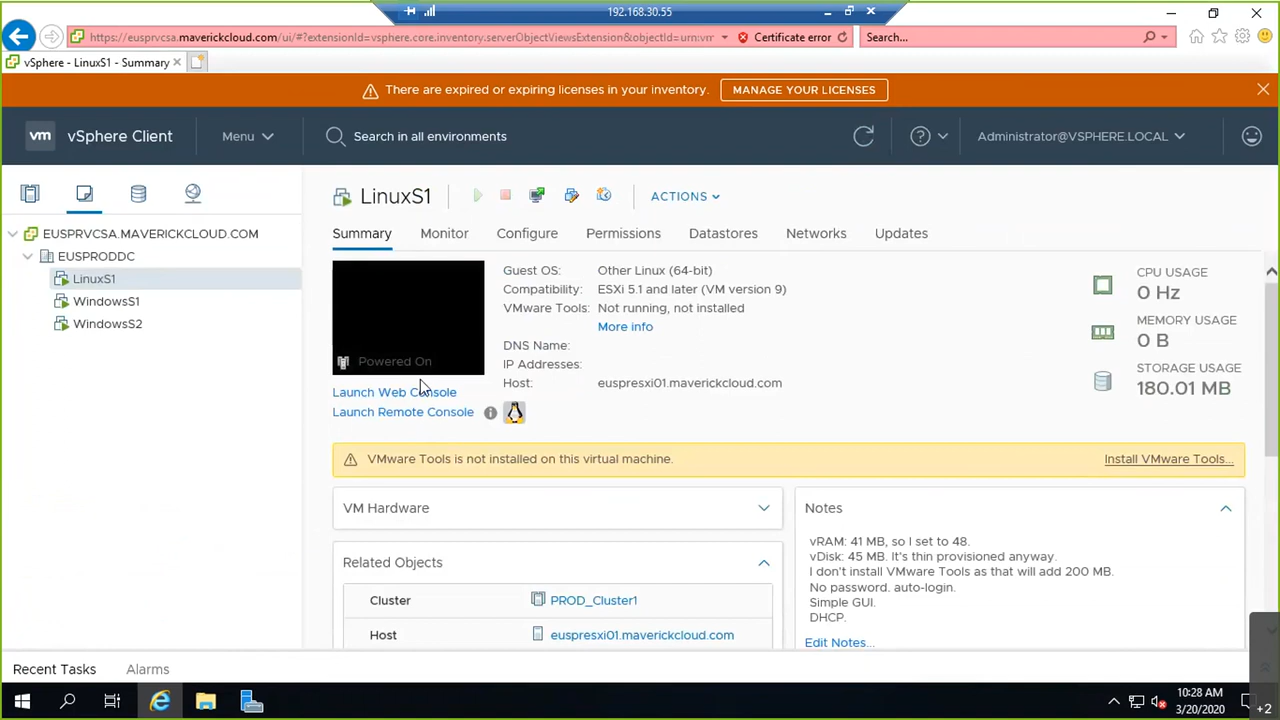 192.168.30.55
https://eusprvcsa.maverickcloud.com/ui/#?extensionId=vsphere.core.inventory.serverObjectViewsExtension&objectId=urn:vm
Certificate error
Search...
vSphere - LinuxS1 - Summary
There are expired or expiring licenses in your inventory.
MANAGE YOUR LICENSES
vm
vSphere Client
Menu
Search in all environments
Administrator@VSPHERE.LOCAL
EUSPRVCSA.MAVERICKCLOUD.COM
EUSPRODDC
LinuxS1
WindowsS1
WindowsS2
LinuxS1
ACTIONS
Summary
Monitor
Configure
Permissions
Datastores
Networks
Updates
Powered On
Launch Web Console
Launch Remote Console
Guest OS: Other Linux (64-bit)
Compatibility: ESXi 5.1 and later (VM version 9)
VMware Tools: Not running, not installed
More info
DNS Name:
IP Addresses:
Host: euspresxi01.maverickcloud.com
CPU USAGE
0 Hz
MEMORY USAGE
0 B
STORAGE USAGE
180.01 MB
VMware Tools is not installed on this virtual machine.
Install VMware Tools...
VM Hardware
Related Objects
Cluster PROD_Cluster1
Host euspresxi01.maverickcloud.com
Notes
vRAM: 41 MB, so I set to 48.
vDisk: 45 MB. It's thin provisioned anyway.
I don't install VMware Tools as that will add 200 MB.
No password. auto-login.
Simple GUI.
DHCP.
Edit Notes...
Recent Tasks
Alarms
10:28 AM
3/20/2020
+2